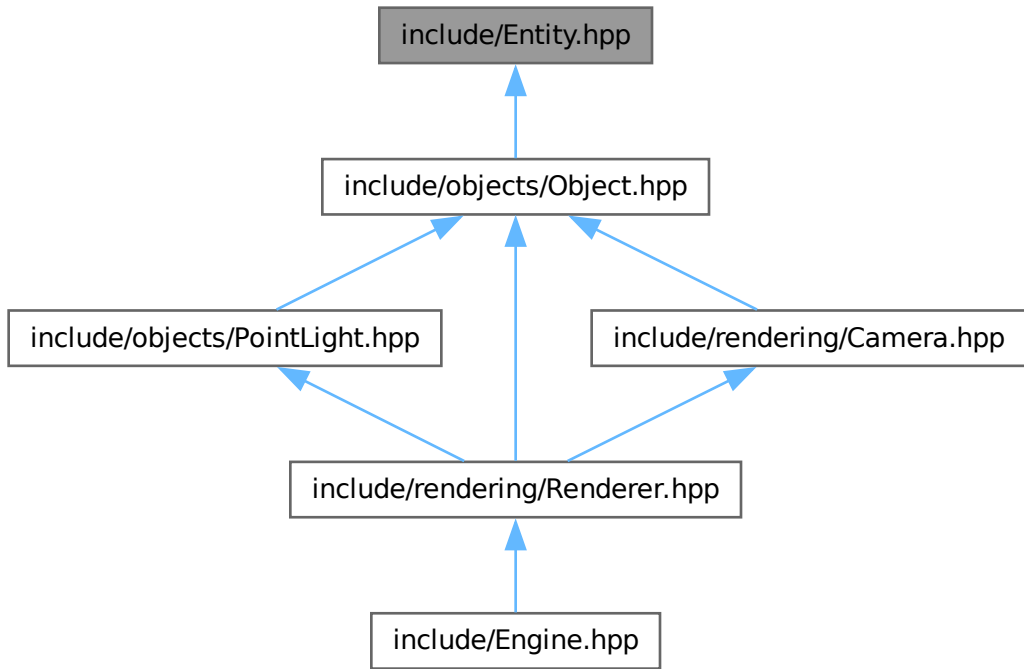 include/Entity.hpp
include/objects/Object.hpp
include/objects/PointLight.hpp
include/rendering/Camera.hpp
include/rendering/Renderer.hpp
include/Engine.hpp